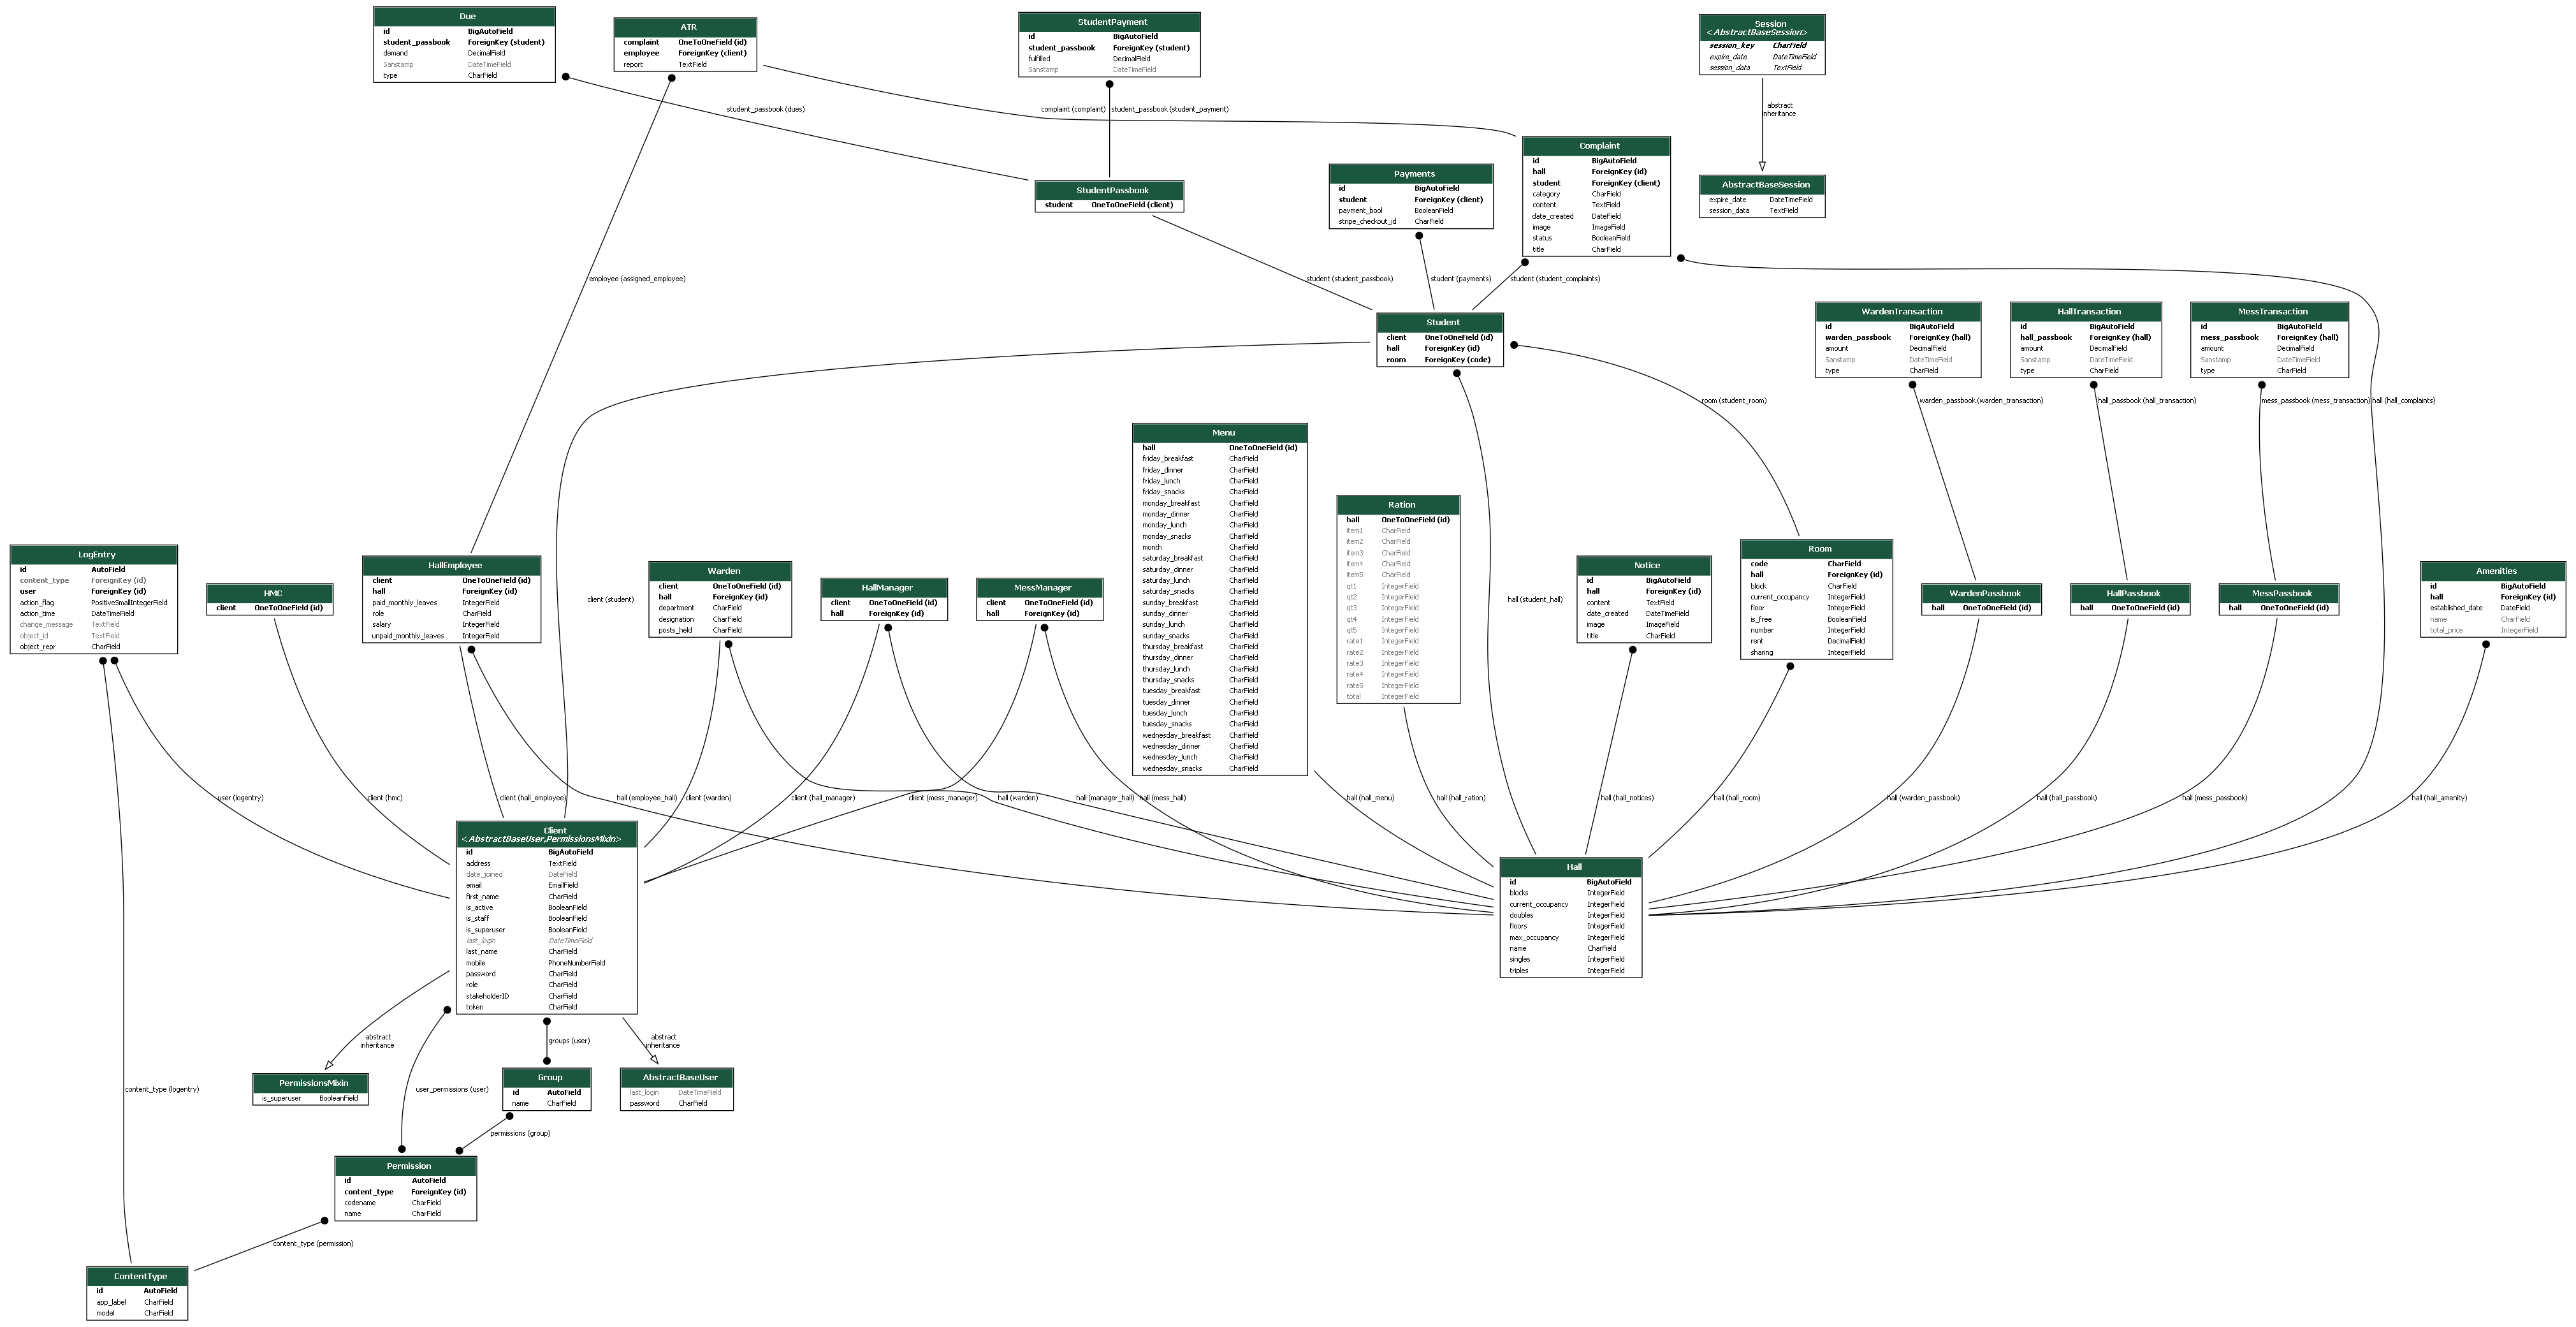 Due
id BigAutoField
student_passbook ForeignKey (student)
demand DecimalField
Sanstamp DateTimeField
type CharField
ATR
complaint OneToOneField (id)
employee ForeignKey (client)
report TextField
StudentPayment
id BigAutoField
student_passbook ForeignKey (student)
fulfilled DecimalField
Sanstamp DateTimeField
Session
<AbstractBaseSession>
session_key CharField
expire_date DateTimeField
session_data TextField
student_passbook (dues)
complaint (complaint)
student_passbook (student_payment)
abstract
inheritance
StudentPassbook
student OneToOneField (client)
Payments
id BigAutoField
student ForeignKey (client)
payment_bool BooleanField
stripe_checkout_id CharField
Complaint
id BigAutoField
hall ForeignKey (id)
student ForeignKey (client)
category CharField
content TextField
date_created DateField
image ImageField
status BooleanField
title CharField
AbstractBaseSession
expire_date DateTimeField
session_data TextField
employee (assigned_employee)
student (student_passbook)
student (payments)
student (student_complaints)
Student
client OneToOneField (id)
hall ForeignKey (id)
room ForeignKey (code)
WardenTransaction
id BigAutoField
warden_passbook ForeignKey (hall)
amount DecimalField
Sanstamp DateTimeField
type CharField
HallTransaction
id BigAutoField
hall_passbook ForeignKey (hall)
amount DecimalField
Sanstamp DateTimeField
type CharField
MessTransaction
id BigAutoField
mess_passbook ForeignKey (hall)
amount DecimalField
Sanstamp DateTimeField
type CharField
room (student_room)
warden_passbook (warden_transaction)
hall_passbook (hall_transaction)
mess_passbook (mess_transaction)
hall (hall_complaints)
Menu
hall OneToOneField (id)
friday_breakfast CharField
friday_dinner CharField
friday_lunch CharField
friday_snacks CharField
monday_breakfast CharField
monday_dinner CharField
monday_lunch CharField
monday_snacks CharField
month CharField
saturday_breakfast CharField
saturday_dinner CharField
saturday_lunch CharField
saturday_snacks CharField
sunday_breakfast CharField
sunday_dinner CharField
sunday_lunch CharField
sunday_snacks CharField
thursday_breakfast CharField
thursday_dinner CharField
thursday_lunch CharField
thursday_snacks CharField
tuesday_breakfast CharField
tuesday_dinner CharField
tuesday_lunch CharField
tuesday_snacks CharField
wednesday_breakfast CharField
wednesday_dinner CharField
wednesday_lunch CharField
wednesday_snacks CharField
Ration
hall OneToOneField (id)
item1 CharField
item2 CharField
item3 CharField
item4 CharField
item5 CharField
qt1 IntegerField
qt2 IntegerField
qt3 IntegerField
qt4 IntegerField
qt5 IntegerField
rate1 IntegerField
rate2 IntegerField
rate3 IntegerField
rate4 IntegerField
rate5 IntegerField
total IntegerField
LogEntry
id AutoField
content_type ForeignKey (id)
user ForeignKey (id)
action_flag PositiveSmallIntegerField
action_time DateTimeField
change_message TextField
object_id TextField
object_repr CharField
HMC
client OneToOneField (id)
HallEmployee
client OneToOneField (id)
hall ForeignKey (id)
paid_monthly_leaves IntegerField
role CharField
salary IntegerField
unpaid_monthly_leaves IntegerField
client (student)
Warden
client OneToOneField (id)
hall ForeignKey (id)
department CharField
designation CharField
posts_held CharField
HallManager
client OneToOneField (id)
hall ForeignKey (id)
MessManager
client OneToOneField (id)
hall ForeignKey (id)
hall (student_hall)
Notice
id BigAutoField
hall ForeignKey (id)
content TextField
date_created DateTimeField
image ImageField
title CharField
Room
code CharField
hall ForeignKey (id)
block CharField
current_occupancy IntegerField
floor IntegerField
is_free BooleanField
number IntegerField
rent DecimalField
sharing IntegerField
WardenPassbook
hall OneToOneField (id)
HallPassbook
hall OneToOneField (id)
MessPassbook
hall OneToOneField (id)
Amenities
id BigAutoField
hall ForeignKey (id)
established_date DateField
name CharField
total_price IntegerField
user (logentry)
client (hmc)
client (hall_employee)
hall (employee_hall)
client (warden)
client (hall_manager)
client (mess_manager)
hall (warden)
hall (manager_hall)
hall (mess_hall)
hall (hall_menu)
hall (hall_ration)
hall (hall_notices)
hall (hall_room)
hall (warden_passbook)
hall (hall_passbook)
hall (mess_passbook)
hall (hall_amenity)
Client
<AbstractBaseUser,PermissionsMixin>
id BigAutoField
address TextField
date_joined DateField
email EmailField
first_name CharField
is_active BooleanField
is_staff BooleanField
is_superuser BooleanField
last_login DateTimeField
last_name CharField
mobile PhoneNumberField
password CharField
role CharField
stakeholderID CharField
token CharField
Hall
id BigAutoField
blocks IntegerField
current_occupancy IntegerField
doubles IntegerField
floors IntegerField
max_occupancy IntegerField
name CharField
singles IntegerField
triples IntegerField
abstract
inheritance
groups (user)
abstract
inheritance
content_type (logentry)
PermissionsMixin
is_superuser BooleanField
user_permissions (user)
Group
id AutoField
name CharField
AbstractBaseUser
last_login DateTimeField
password CharField
permissions (group)
Permission
id AutoField
content_type ForeignKey (id)
codename CharField
name CharField
content_type (permission)
ContentType
id AutoField
app_label CharField
model CharField